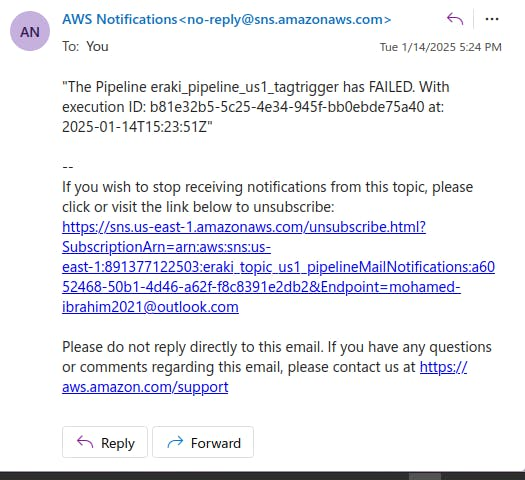 AN
AWS Notifications<no-reply@sns.amazonaws.com>
To: You
Tue 1/14/2025 5:24 PM
"The Pipeline eraki_pipeline_us1_tagtrigger has FAILED. With
execution ID: b81e32b5-5c25-4e34-945f-bb0ebde75a40 at:
2025-01-14T15:23:51Z"
--
If you wish to stop receiving notifications from this topic, please
click or visit the link below to unsubscribe:
https://sns.us-east-1.amazonaws.com/unsubscribe.html?
SubscriptionArn=arn:aws:sns:us-
east-1:891377122503:eraki_topic_us1_pipelineMailNotifications:a60
52468-50b1-4d46-a62f-f8c8391e2db2&Endpoint=mohamed-
ibrahim2021@outlook.com
Please do not reply directly to this email. If you have any questions
or comments regarding this email, please contact us at https://
aws.amazon.com/support
Reply
Forward